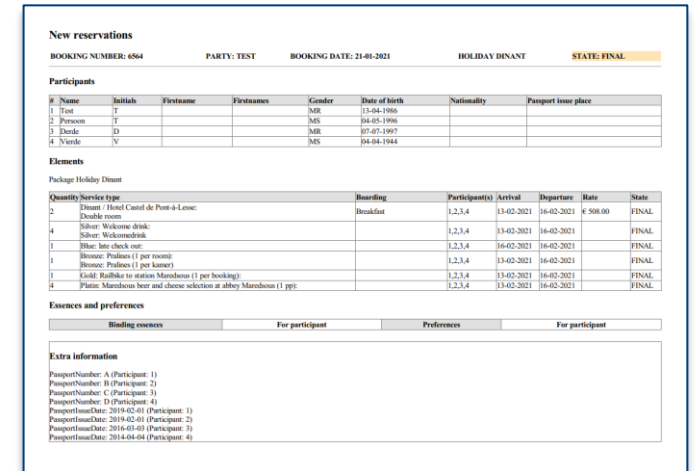 New reservations
BOOKING NUMBER: 6564 PARTY: TEST BOOKING DATE: 21-01-2021 HOLIDAY DINANT STATE: FINAL
Participants
# Name Initials Firstname Firstnames Gender Date of birth Nationality Passport issue place
1 Test T MR 13-04-1986
2 Persoon T MS 04-05-1996
3 Derde D MR 07-07-1997
4 Vierde V MS 04-04-1944
Elements
Package Holiday Dinant
Quantity Service type Boarding Participant(s) Arrival Departure Rate State
2 Dinant / Hotel Castel de Pont-à-Lesse: Breakfast 1,2,3,4 13-02-2021 16-02-2021 € 508.00 FINAL
Double room
4 Silver: Welcome drink: 1,2,3,4 13-02-2021 16-02-2021 FINAL
Silver: Welcomedrink
1 Blue: late check out: 1,2,3,4 16-02-2021 16-02-2021 FINAL
1 Bronze: Pralines (1 per room): 1,2,3,4 13-02-2021 16-02-2021 FINAL
Bronze: Pralines (1 per kamer)
1 Gold: Railbike to station Maredsous (1 per booking): 1,2,3,4 13-02-2021 16-02-2021 FINAL
4 Platin: Maredsous beer and cheese selection at abbey Maredsous (1 pp): 1,2,3,4 13-02-2021 16-02-2021 FINAL
Essences and preferences
Binding essences For participant Preferences For participant
Extra information
PassportNumber: A (Participant: 1)
PassportNumber: B (Participant: 2)
PassportNumber: C (Participant: 3)
PassportNumber: D (Participant: 4)
PassportIssueDate: 2019-02-01 (Participant: 1)
PassportIssueDate: 2019-02-01 (Participant: 2)
PassportIssueDate: 2016-03-03 (Participant: 3)
PassportIssueDate: 2014-04-04 (Participant: 4)